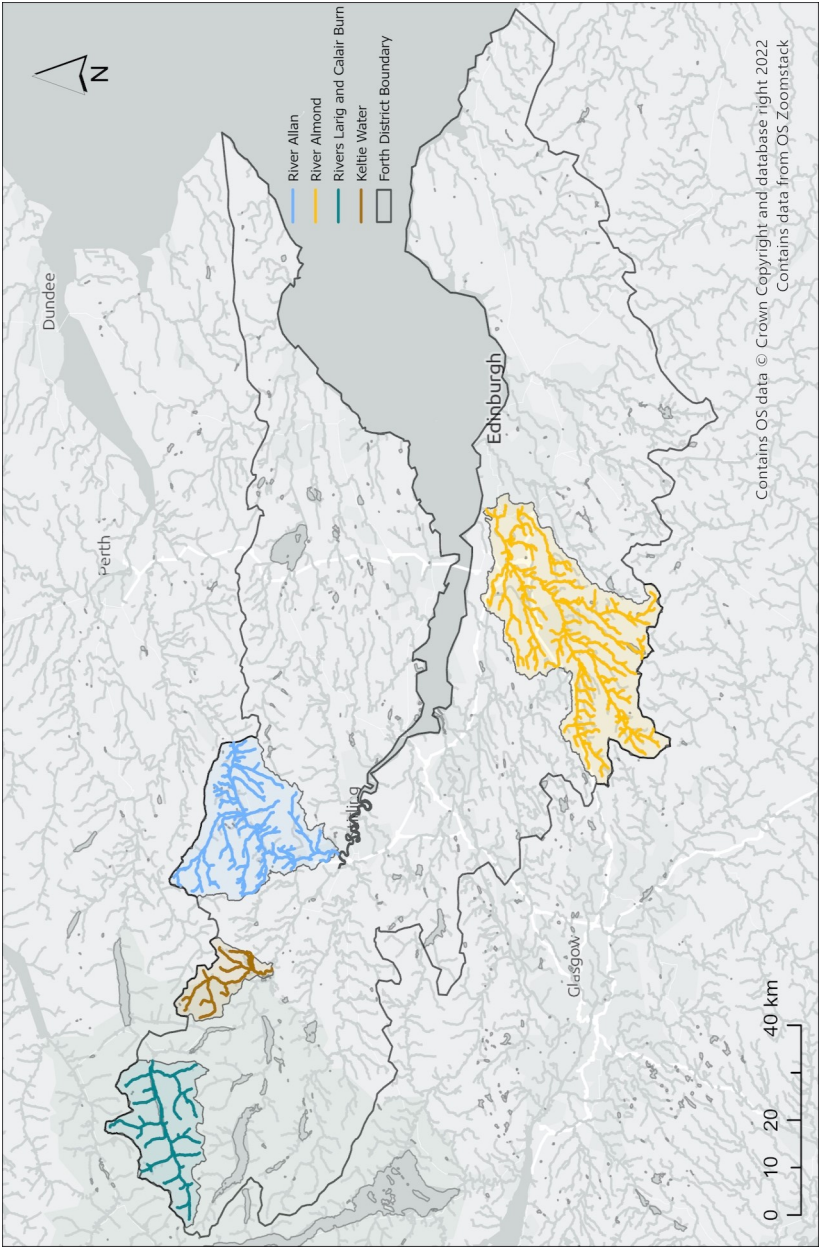 N
River Allan
River Almond
Rivers Larig and Calair Burn
Keltie Water
Forth District Boundary
Dundee
Perth
Edinburgh
Glasgow
0 10 20 40 km
Contains OS data © Crown Copyright and database right 2022
Contains data from OS Zoomstack